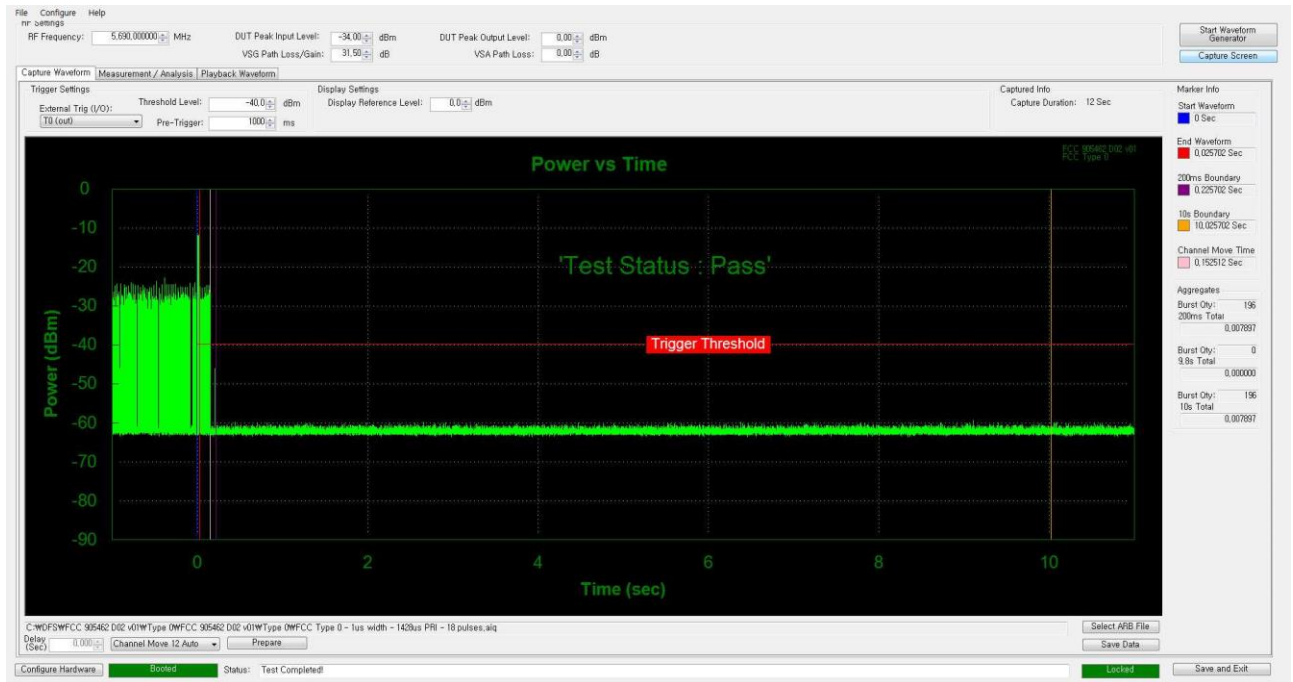 File Configure Help
RF Settings
RF Frequency: 5.690,000000 MHz DUT Peak Input Level: -34,00 dBm DUT Peak Output Level: 0,00 dBm
VSG Path Loss/Gain: 31,50 dB VSA Path Loss: 0,00 dB
Start Waveform Generator
Capture Screen
Capture Waveform Measurement / Analysis Playback Waveform
Trigger Settings
External Trig (I/O): Threshold Level: -40,0 dBm
T0 (out) Pre-Trigger: 1000 ms
Display Settings
Display Reference Level: 0,0 dBm
Captured Info
Capture Duration: 12 Sec
Marker Info
Start Waveform
0 Sec
End Waveform
0,025702 Sec
200ms Boundary
0,225702 Sec
10s Boundary
10,025702 Sec
Channel Move Time
0,152512 Sec
Aggregates
Burst Qty: 196
200ms Total
0,007897
Burst Qty: 0
9,8s Total
0,000000
Burst Qty: 196
10s Total
0,007897
FCC 905462 D02 v01
FCC Type 0
Power vs Time
'Test Status : Pass'
Trigger Threshold
Power (dBm)
0
-10
-20
-30
-40
-50
-60
-70
-80
-90
0 2 4 6 8 10
Time (sec)
C:₩DFS₩FCC 905462 D02 v01₩Type 0₩FCC 905462 D02 v01₩Type 0₩FCC Type 0 - 1us width - 1428us PRI - 18 pulses,aiq
Select ARB File
Delay (Sec) 0,000 Channel Move 12 Auto Prepare
Save Data
Configure Hardware Booted Status: Test Completed! Locked Save and Exit